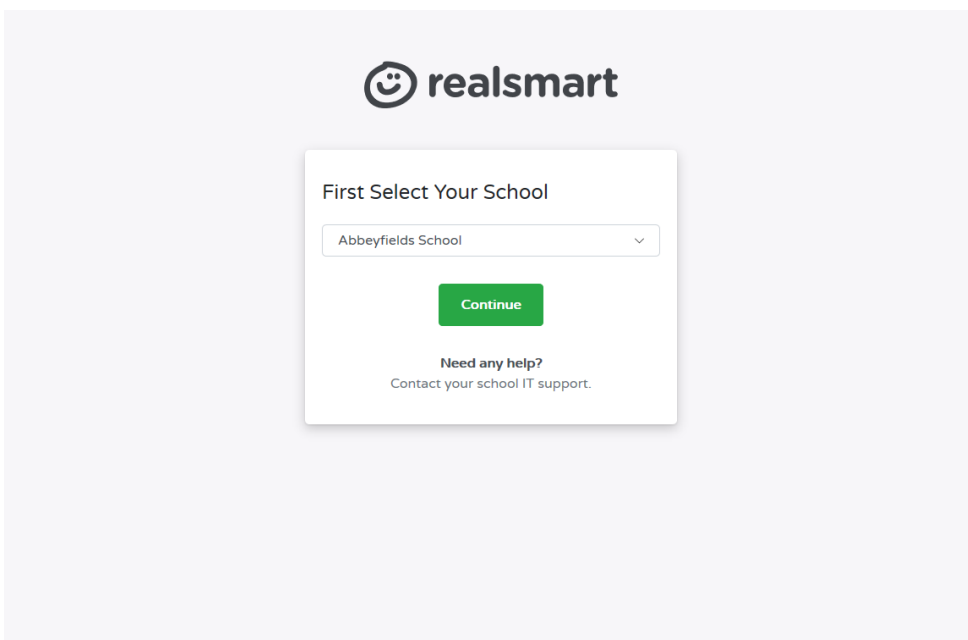 realsmart
First Select Your School
Abbeyfields School
Continue
Need any help?
Contact your school IT support.